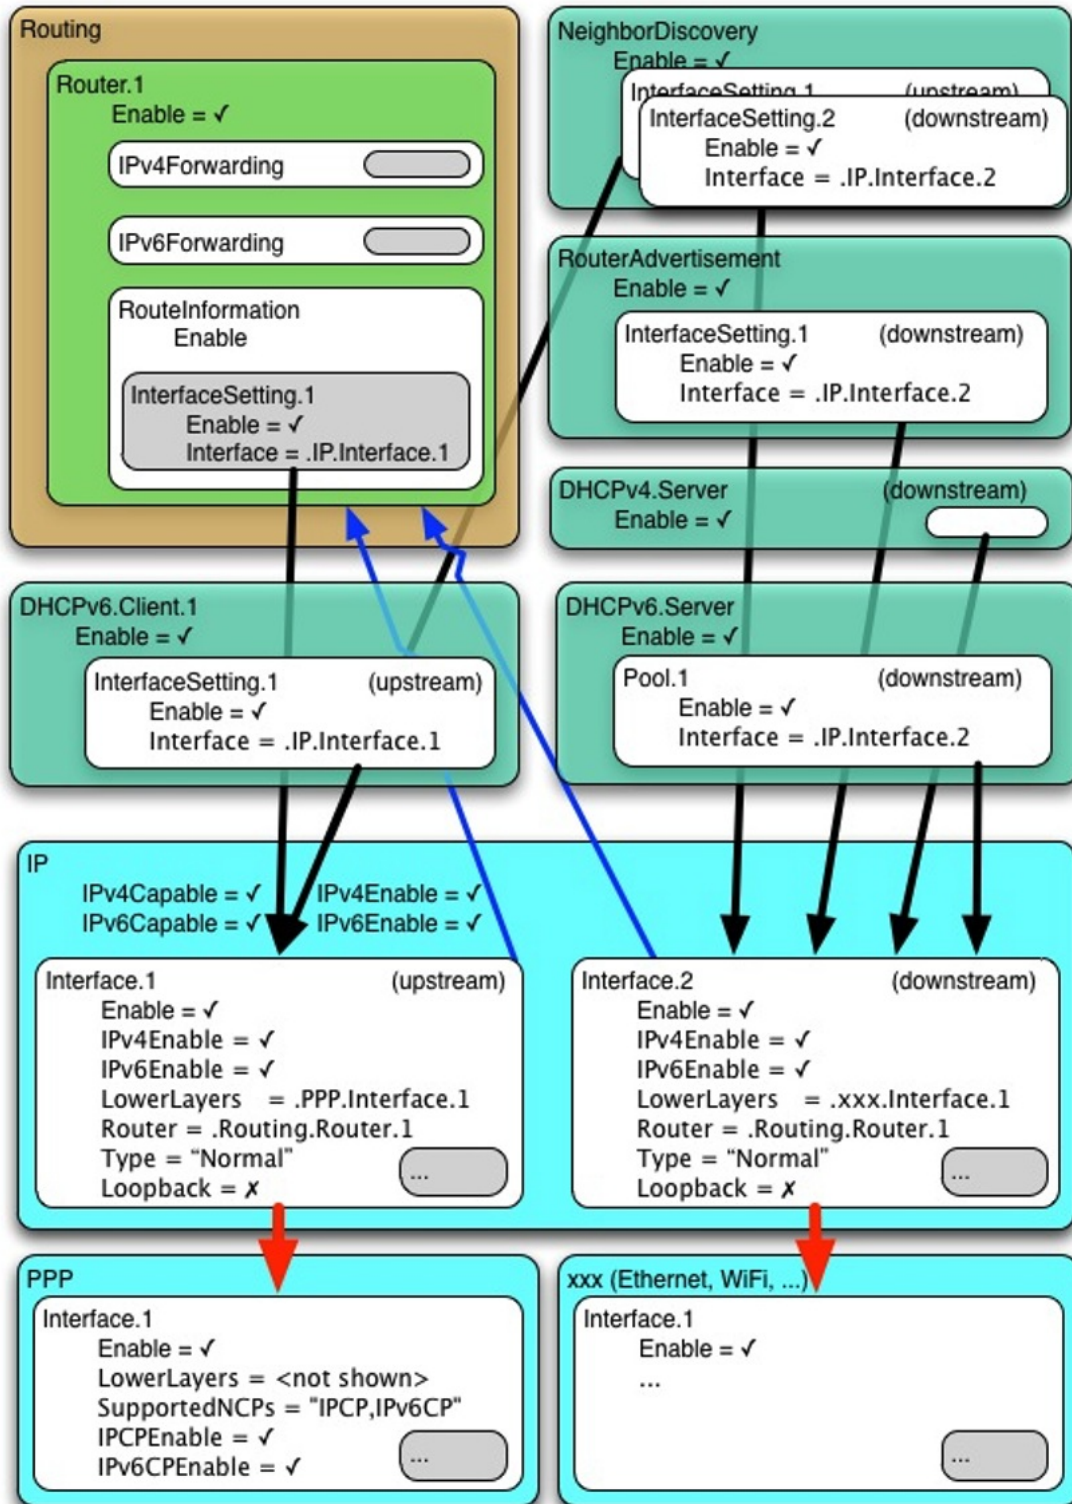 Routing
Router.1
Enable = ✓
IPv4Forwarding
IPv6Forwarding
RouteInformation
Enable
InterfaceSetting.1
Enable = ✓
Interface = .IP.Interface.1
NeighborDiscovery
Enable = ✓
InterfaceSetting.1 (upstream)
InterfaceSetting.2 (downstream)
Enable = ✓
Interface = .IP.Interface.2
RouterAdvertisement
Enable = ✓
InterfaceSetting.1 (downstream)
Enable = ✓
Interface = .IP.Interface.2
DHCPv4.Server (downstream)
Enable = ✓
DHCPv6.Client.1
Enable = ✓
InterfaceSetting.1 (upstream)
Enable = ✓
Interface = .IP.Interface.1
DHCPv6.Server
Enable = ✓
Pool.1 (downstream)
Enable = ✓
Interface = .IP.Interface.2
IP
IPv4Capable = ✓ IPv4Enable = ✓
IPv6Capable = ✓ IPv6Enable = ✓
Interface.1 (upstream)
Enable = ✓
IPv4Enable = ✓
IPv6Enable = ✓
LowerLayers = .PPP.Interface.1
Router = .Routing.Router.1
Type = “Normal”
Loopback = ✗
...
Interface.2 (downstream)
Enable = ✓
IPv4Enable = ✓
IPv6Enable = ✓
LowerLayers = .xxx.Interface.1
Router = .Routing.Router.1
Type = “Normal”
Loopback = ✗
...
PPP
Interface.1
Enable = ✓
LowerLayers = <not shown>
SupportedNCPs = "IPCP,IPv6CP"
IPCPEnable = ✓
IPv6CPEnable = ✓
...
xxx (Ethernet, WiFi, ...)
Interface.1
Enable = ✓
...
...